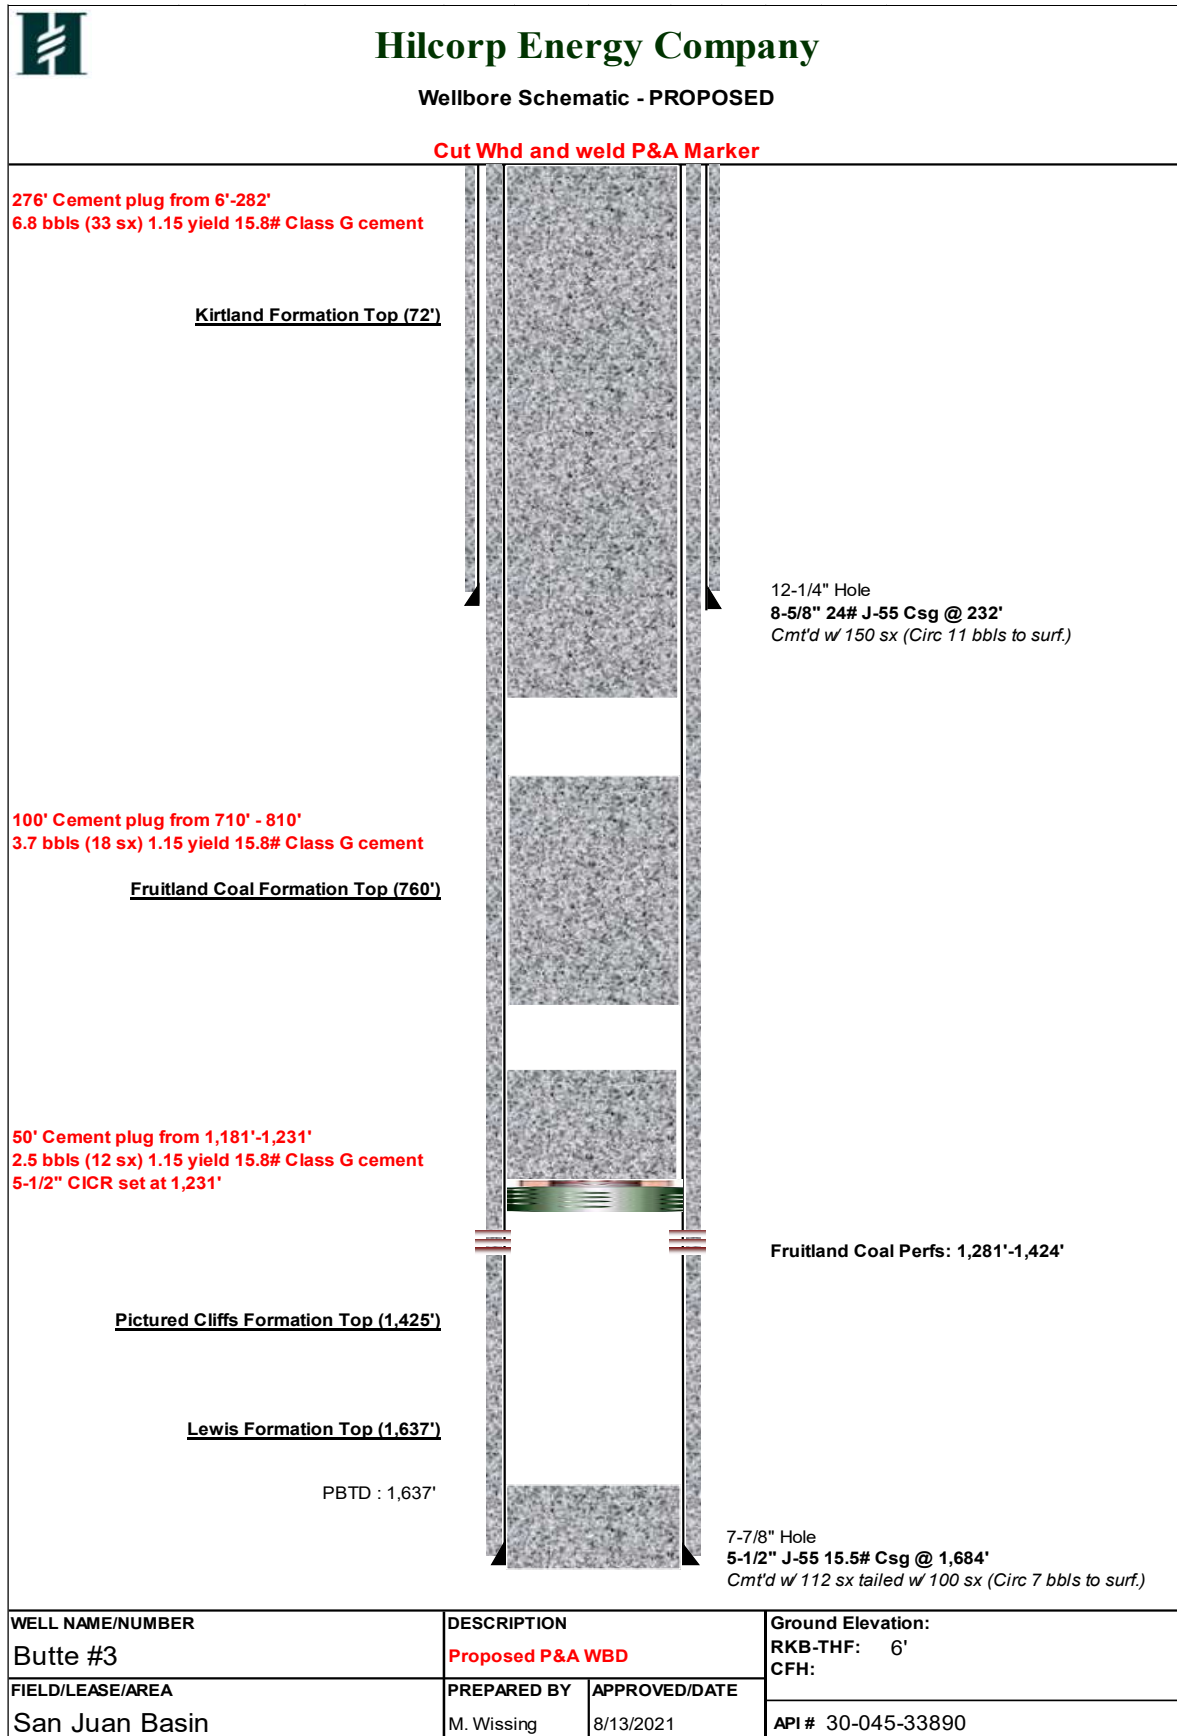 Hilcorp Energy Company
Wellbore Schematic - PROPOSED
Cut Whd and weld P&A Marker
276' Cement plug from 6'-282'
6.8 bbls (33 sx) 1.15 yield 15.8# Class G cement
Kirtland Formation Top (72')
12-1/4" Hole
8-5/8" 24# J-55 Csg @ 232'
Cmt'd w/ 150 sx (Circ 11 bbls to surf.)
100' Cement plug from 710' - 810'
3.7 bbls (18 sx) 1.15 yield 15.8# Class G cement
Fruitland Coal Formation Top (760')
50' Cement plug from 1,181'-1,231'
2.5 bbls (12 sx) 1.15 yield 15.8# Class G cement
5-1/2" CICR set at 1,231'
Fruitland Coal Perfs: 1,281'-1,424'
Pictured Cliffs Formation Top (1,425')
Lewis Formation Top (1,637')
PBTD : 1,637'
7-7/8" Hole
5-1/2" J-55 15.5# Csg @ 1,684'
Cmt'd w/ 112 sx tailed w/ 100 sx (Circ 7 bbls to surf.)
WELL NAME/NUMBER
Butte #3
DESCRIPTION
Proposed P&A WBD
Ground Elevation:
RKB-THF: 6'
CFH:
FIELD/LEASE/AREA
San Juan Basin
PREPARED BY
M. Wissing
APPROVED/DATE
8/13/2021
API # 30-045-33890